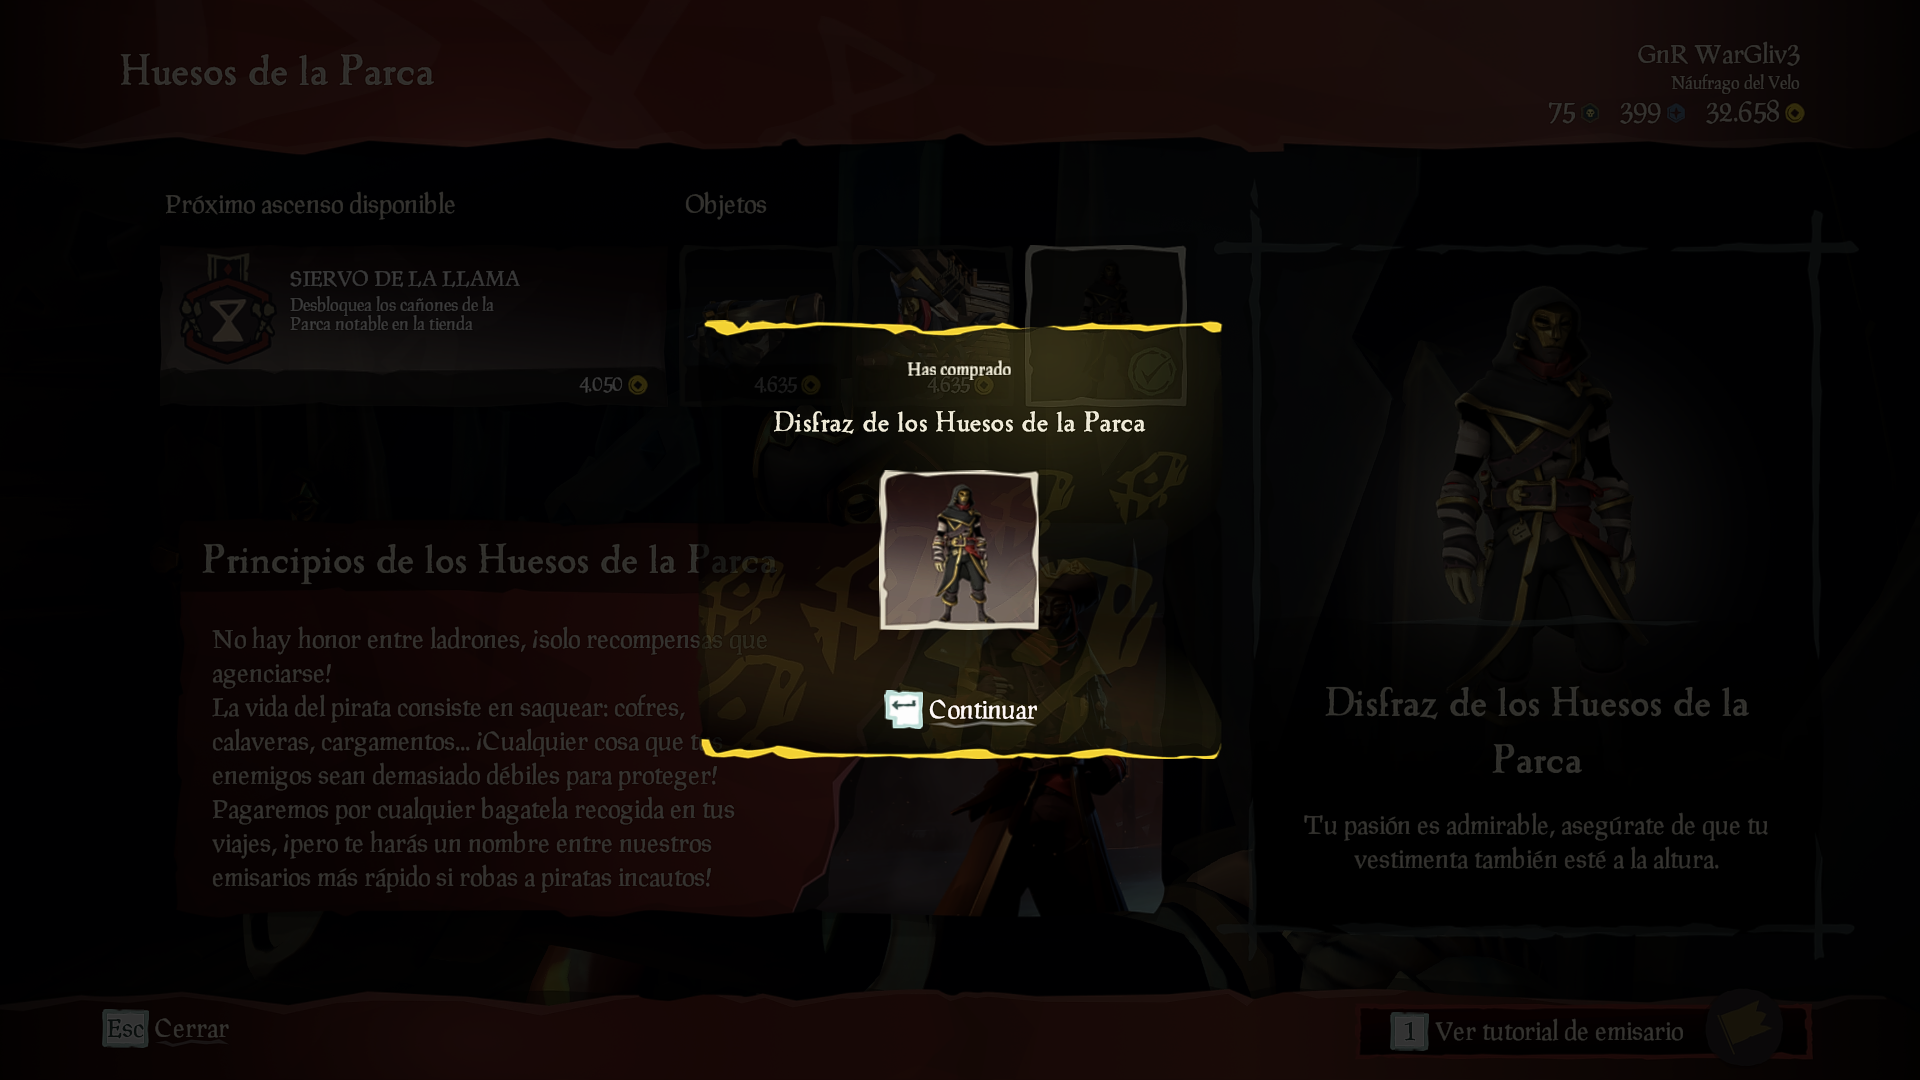 Huesos de la Parca
GnR WarGliv3
Náufrago del Velo
75 399 32.658
Próximo ascenso disponible
Objetos
SIERVO DE LA LLAMA
Desbloquea los cañones de la
Parca notable en la tienda
4.050
4.635
4.635
Has comprado
Disfraz de los Huesos de la Parca
Continuar
Principios de los Huesos de la Parca
No hay honor entre ladrones, ¡solo recompensas que
agenciarse!
La vida del pirata consiste en saquear: cofres,
calaveras, cargamentos... ¡Cualquier cosa que tus
enemigos sean demasiado débiles para proteger!
Pagaremos por cualquier bagatela recogida en tus
viajes, ¡pero te harás un nombre entre nuestros
emisarios más rápido si robas a piratas incautos!
Disfraz de los Huesos de la
Parca
Tu pasión es admirable, asegúrate de que tu
vestimenta también esté a la altura.
Esc Cerrar
1 Ver tutorial de emisario